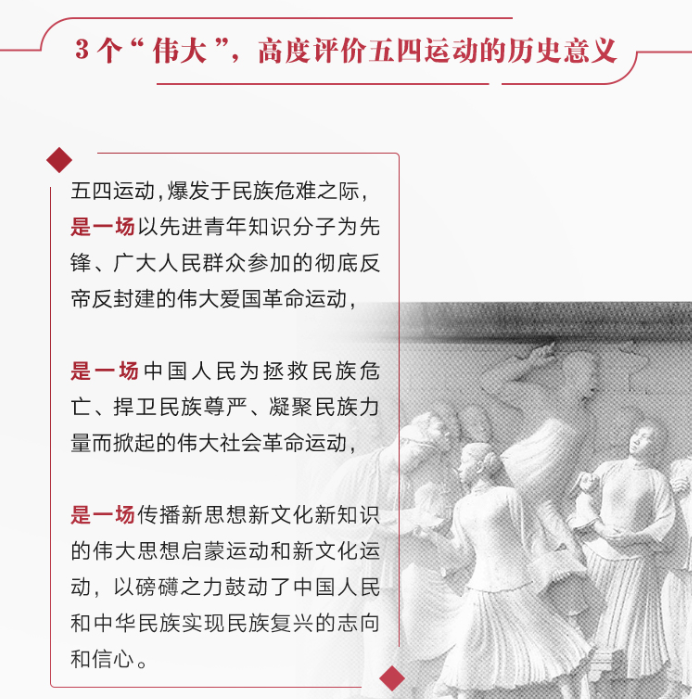 3个“伟大”，高度评价五四运动的历史意义
五四运动，爆发于民族危难之际，
是一场以先进青年知识分子为先
锋、广大人民群众参加的彻底反
帝反封建的伟大爱国革命运动，
是一场中国人民为拯救民族危
亡、捍卫民族尊严、凝聚民族力
量而掀起的伟大社会革命运动，
是一场传播新思想新文化新知识
的伟大思想启蒙运动和新文化运
动，以磅礴之力鼓动了中国人民
和中华民族实现民族复兴的志向
和信心。